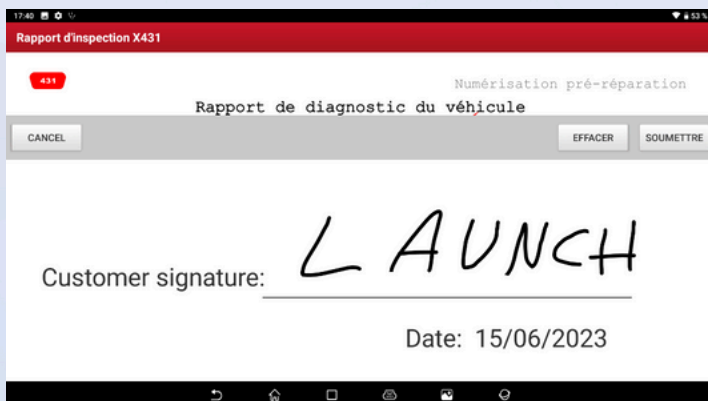 17:40 53 %
Rapport d'inspection X431
431
Numérisation pré-réparation
Rapport de diagnostic du véhicule
CANCEL EFFACER SOUMETTRE
Customer signature: LAUNCH
Date: 15/06/2023